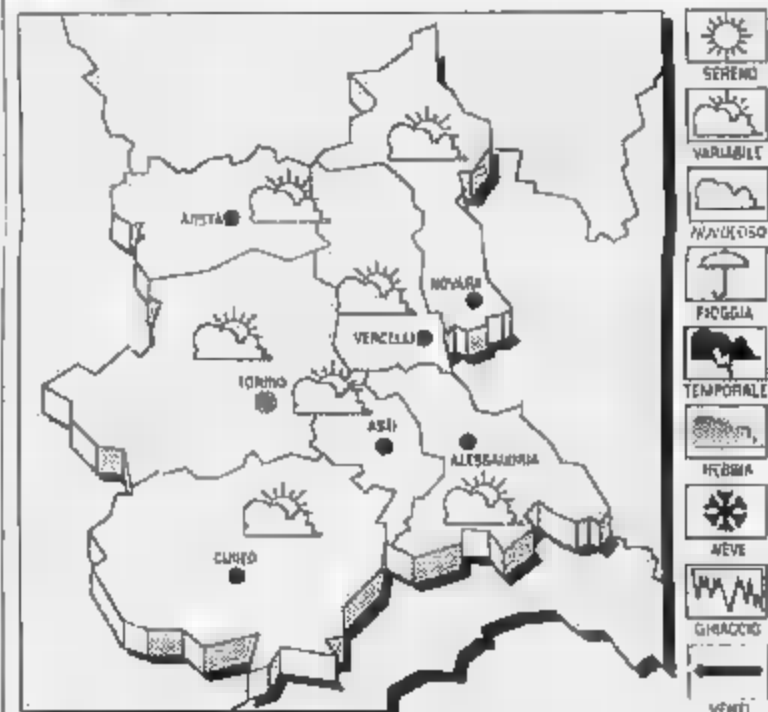 SERENO
VARIABILE
AOSTA
NUVOLOSO
NOVARA
PIOGGIA
VERCELLI
TORINO
TEMPORALE
ASTI
ALESSANDRIA
NEBBIA
NEVE
CUNEO
GHIACCIO
VENTI